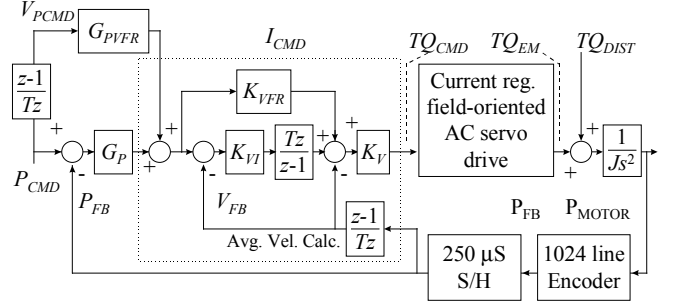 V_PCMD
G_PVFR
I_CMD
TQ_CMD
TQ_EM
TQ_DIST
z-1
Tz
K_VFR
Current reg.
field-oriented
AC servo
drive
+
+
+
+
+
G_P
+
-
K_VI
Tz
z-1
+
-
K_V
+
1
Js²
P_CMD
-
P_FB
V_FB
z-1
Tz
Avg. Vel. Calc.
P_FB
P_MOTOR
250 µS
S/H
1024 line
Encoder